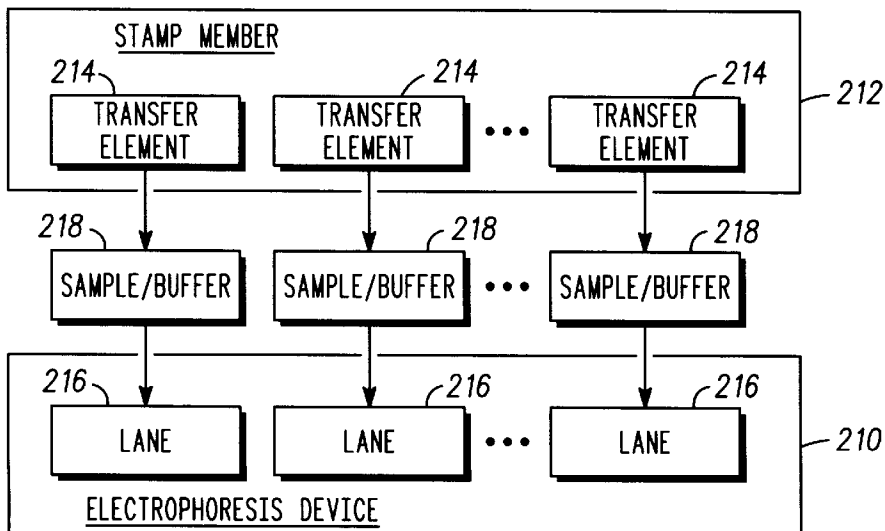 STAMP MEMBER
214 214 214
212
TRANSFER ELEMENT TRANSFER ELEMENT ••• TRANSFER ELEMENT
218 218 218
SAMPLE/BUFFER SAMPLE/BUFFER ••• SAMPLE/BUFFER
216 216 216
LANE LANE ••• LANE
210
ELECTROPHORESIS DEVICE